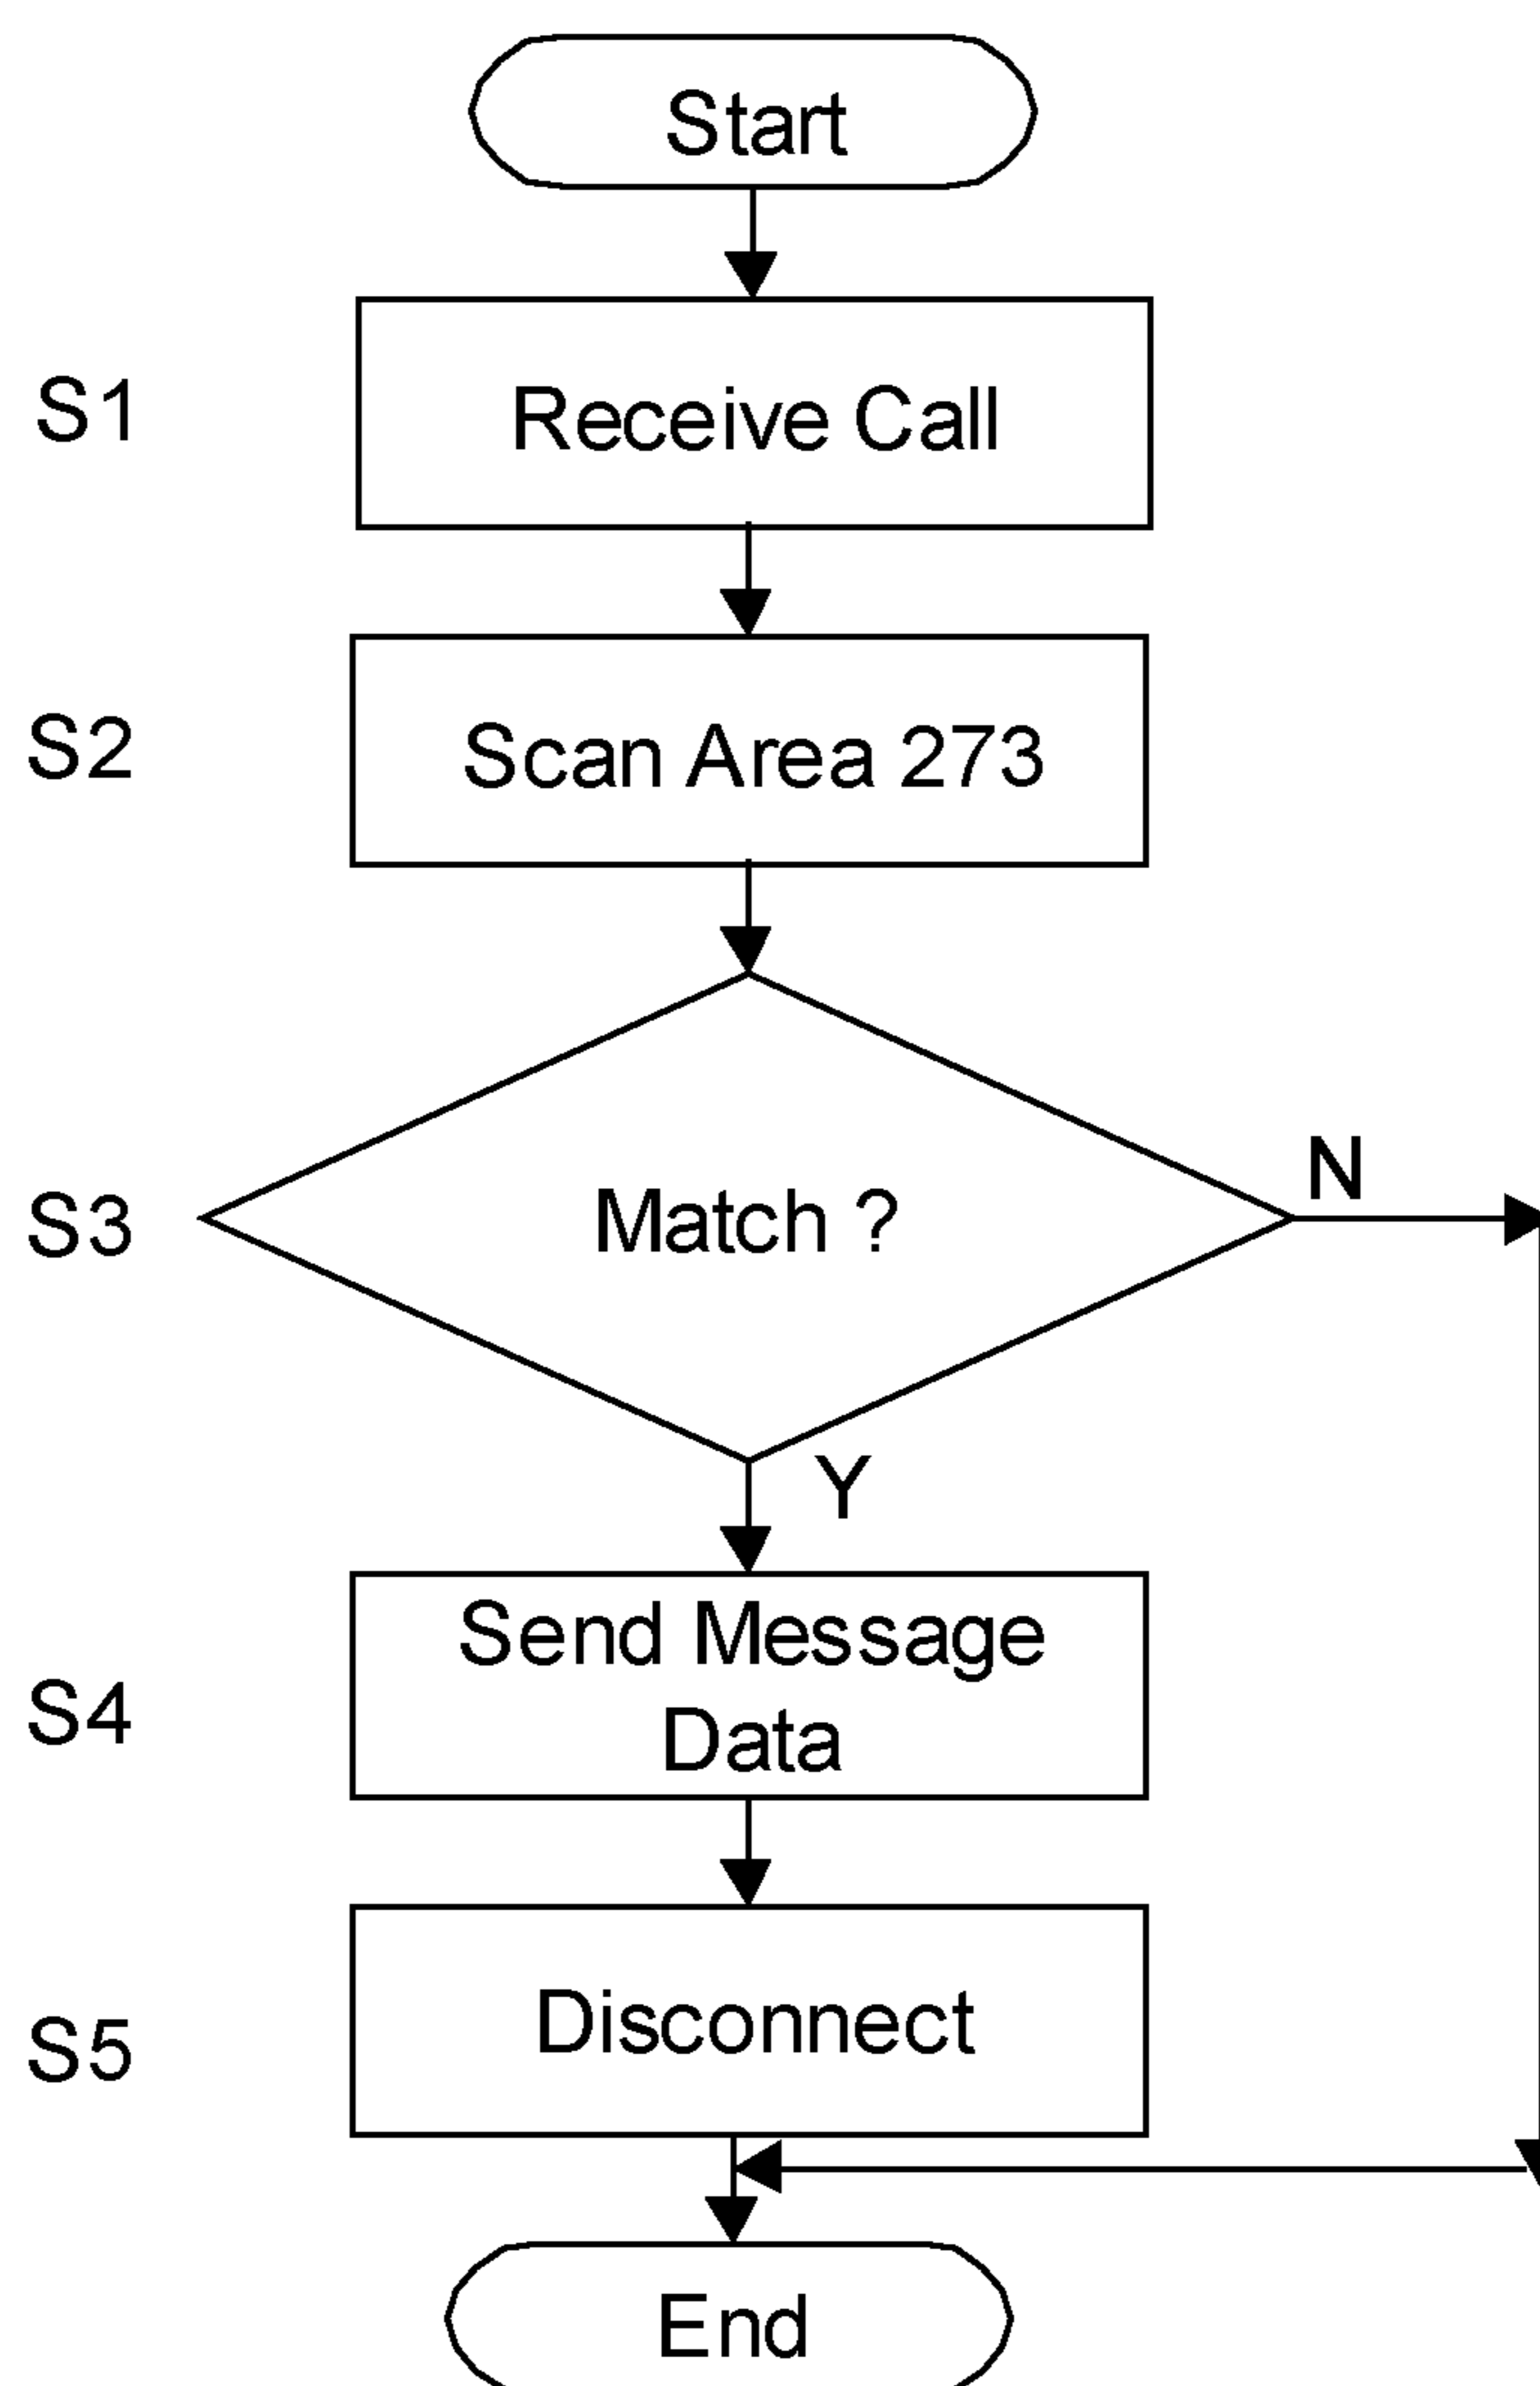 Start
S1
Receive Call
S2
Scan Area 273
S3
Match ?
N
Y
S4
Send Message
Data
S5
Disconnect
End